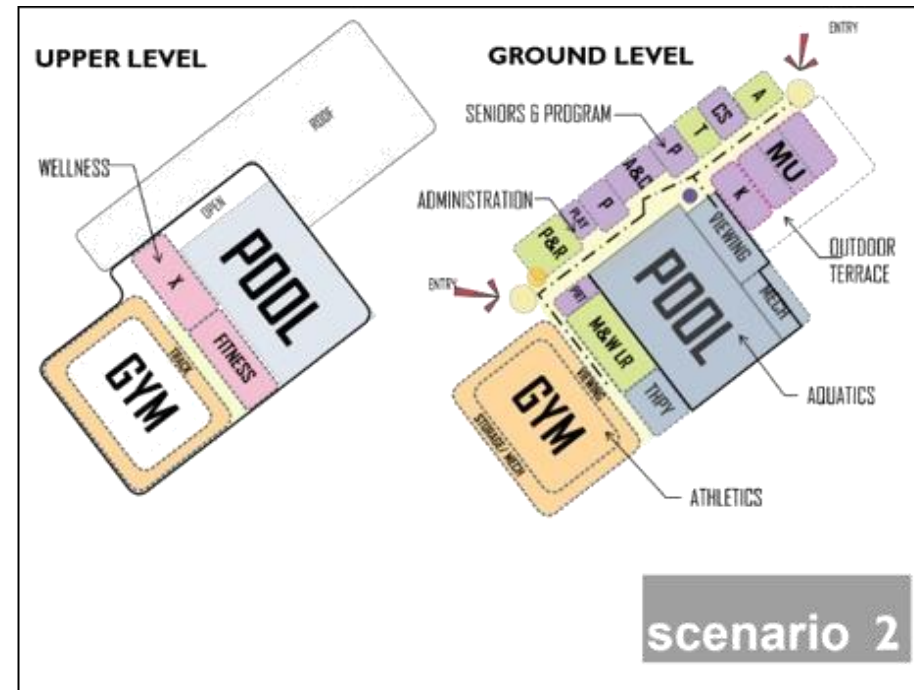 UPPER LEVEL
ROOF
WELLNESS
OPEN
POOL
X
FITNESS
TRACK
GYM
GROUND LEVEL
ENTRY
SENIORS & PROGRAM
A
CS
T
P
A&C
P
PLAY
P&R
MU
K
ADMINISTRATION
ENTRY
VIEWING
OUTDOOR
TERRACE
POOL
MECH
M&W LR
THPY
AQUATICS
VIEWING
GYM
STORAGE/ MECH
ATHLETICS
scenario 2